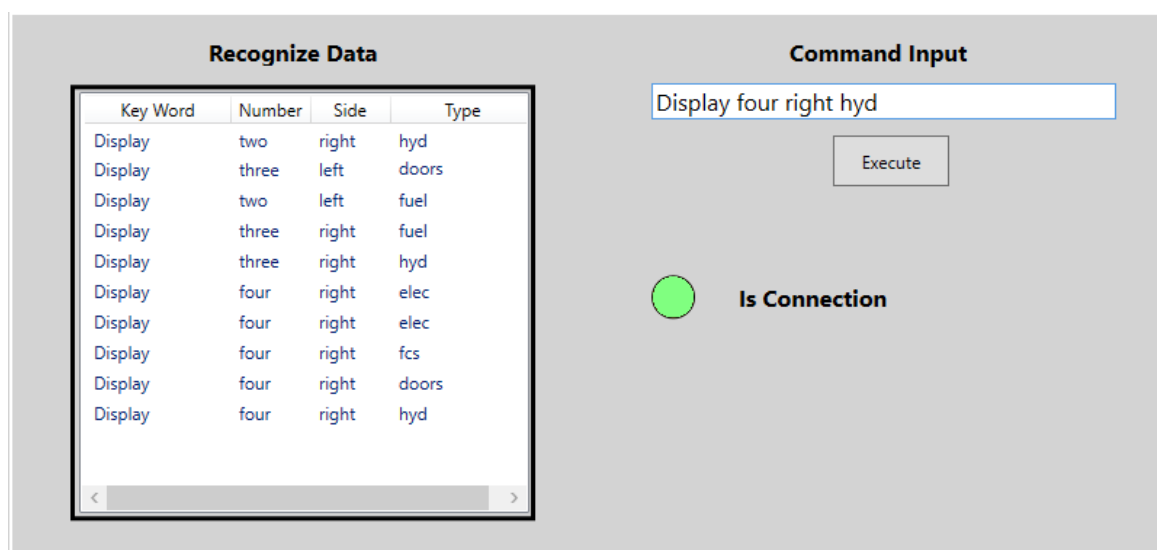 Recognize Data
Key Word Number Side Type
Display two right hyd
Display three left doors
Display two left fuel
Display three right fuel
Display three right hyd
Display four right elec
Display four right elec
Display four right fcs
Display four right doors
Display four right hyd
Command Input
Display four right hyd
Execute
Is Connection